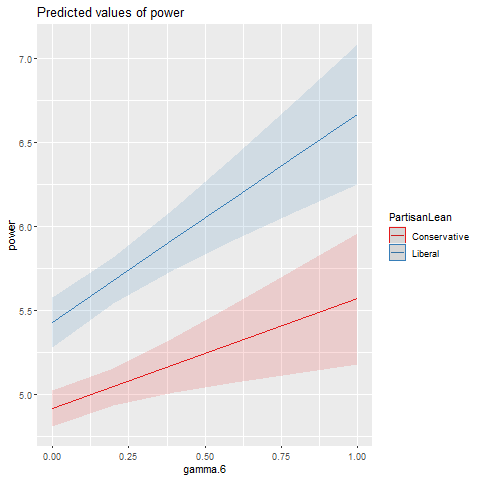 Predicted values of power
7.0
6.5
6.0
5.5
5.0
power
0.00 0.25 0.50 0.75 1.00
gamma.6
PartisanLean
Conservative
Liberal